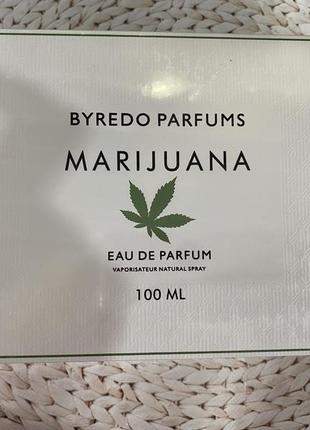 BYREDO PARFUMS
MARIJUANA
EAU DE PARFUM
VAPORISATEUR NATURAL SPRAY
100 ML